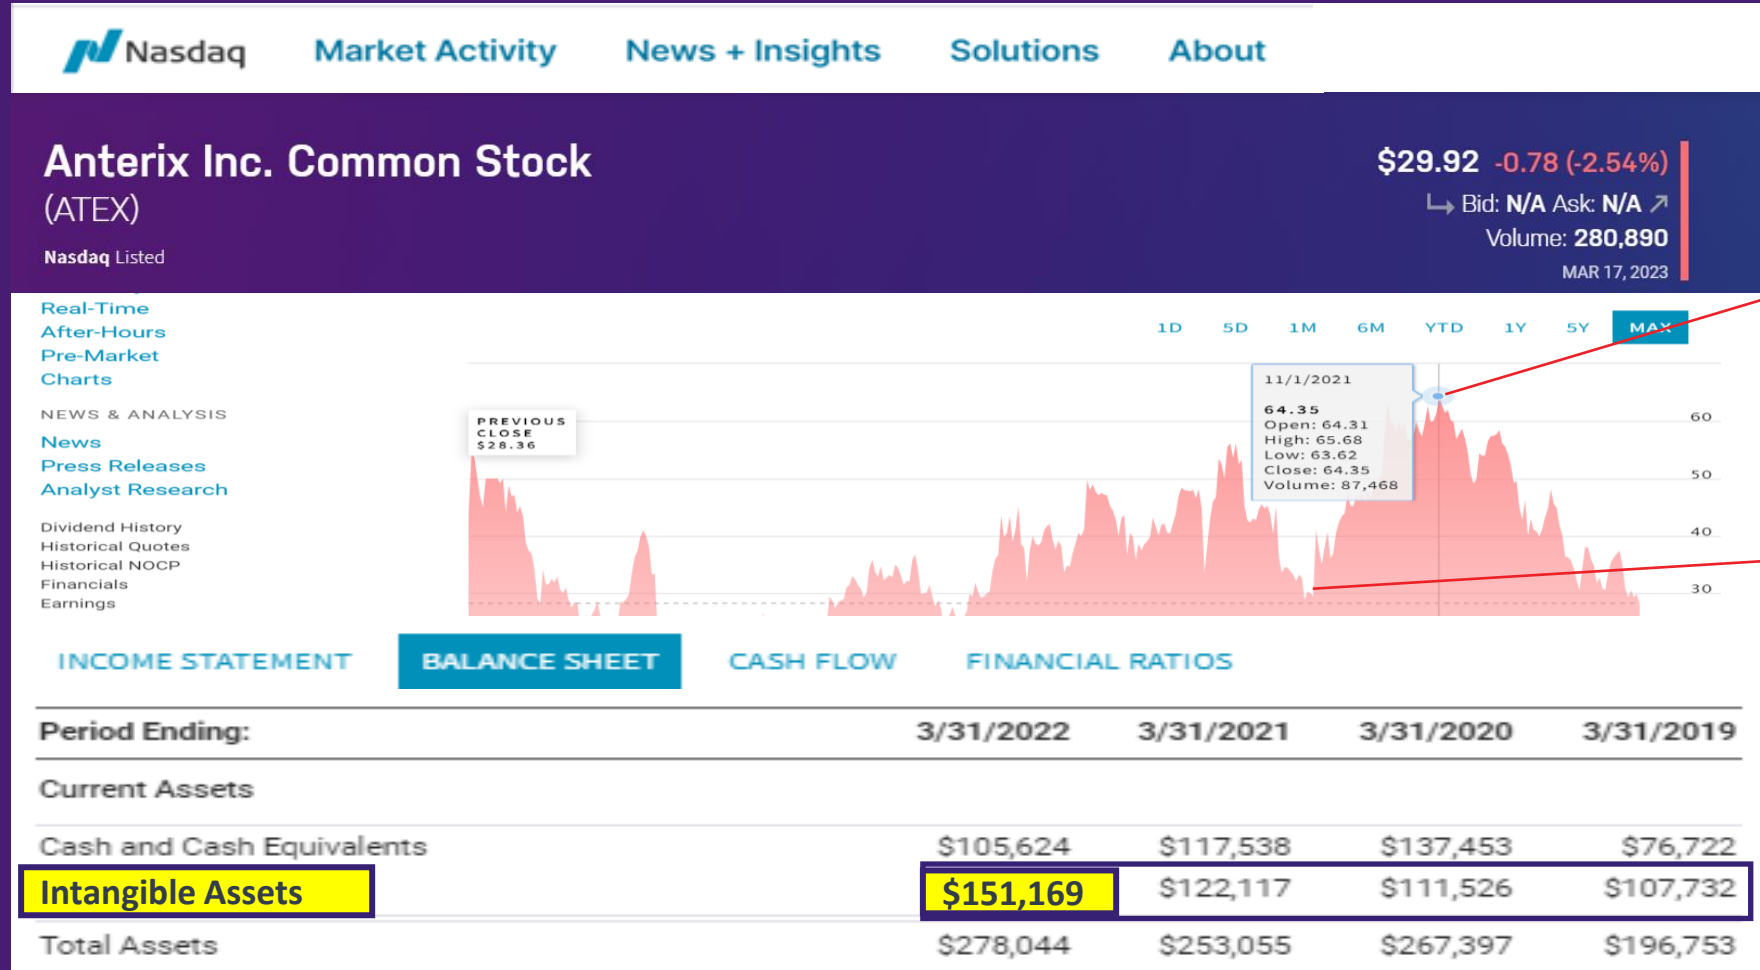 Nasdaq Market Activity News + Insights Solutions About
Anterix Inc. Common Stock
(ATEX)
Nasdaq Listed
$29.92 -0.78 (-2.54%)
Bid: N/A Ask: N/A
Volume: 280,890
MAR 17, 2023
Real-Time
After-Hours
Pre-Market
Charts
NEWS & ANALYSIS
News
Press Releases
Analyst Research
Dividend History
Historical Quotes
Historical NOCP
Financials
Earnings
1D 5D 1M 6M YTD 1Y 5Y MAX
PREVIOUS
CLOSE
$28.36
11/1/2021
64.35
Open: 64.31
High: 65.68
Low: 63.62
Close: 64.35
Volume: 87,468
60
50
40
30
INCOME STATEMENT BALANCE SHEET CASH FLOW FINANCIAL RATIOS
Period Ending: 3/31/2022 3/31/2021 3/31/2020 3/31/2019
Current Assets
Cash and Cash Equivalents $105,624 $117,538 $137,453 $76,722
Intangible Assets $151,169 $122,117 $111,526 $107,732
Total Assets $278,044 $253,055 $267,397 $196,753